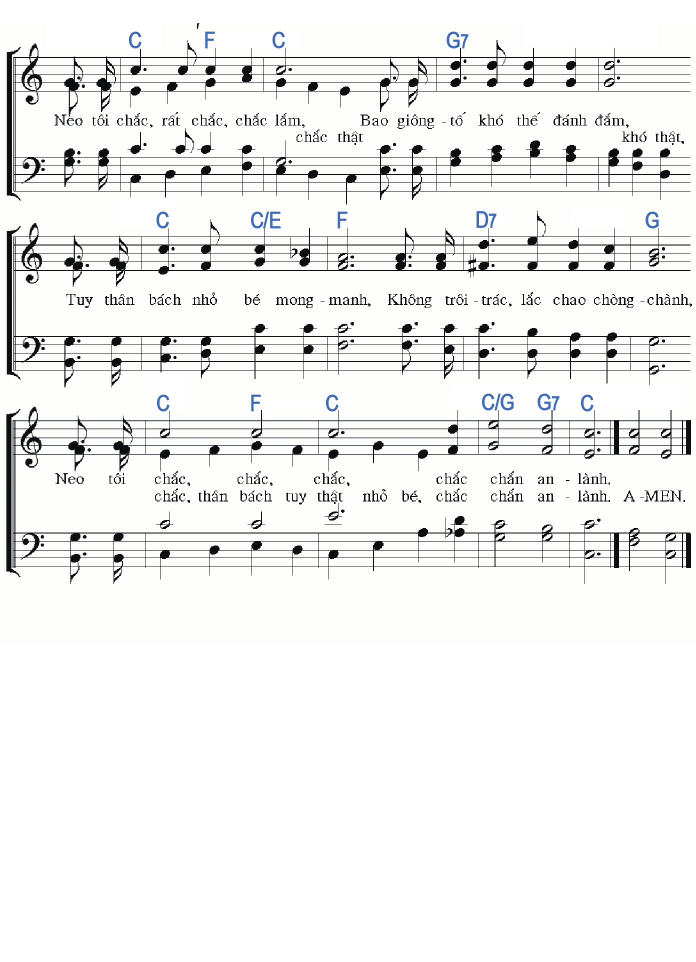 C F C G7
Neo tôi chắc, rất chắc, chắc lắm, Bao giông-tố khó thể đánh đắm,
chắc thật khó thật,
C C/E F D7 G
Tuy thân bách nhỏ bé mong-manh, Không trôi-trác, lắc chao chòng-chành,
C F C C/G G7 C
Neo tôi chắc, chắc, chắc, chắc chắn an-lành.
chắc, thân bách tuy thật nhỏ bé, chắc chắn an-lành. A-MEN.